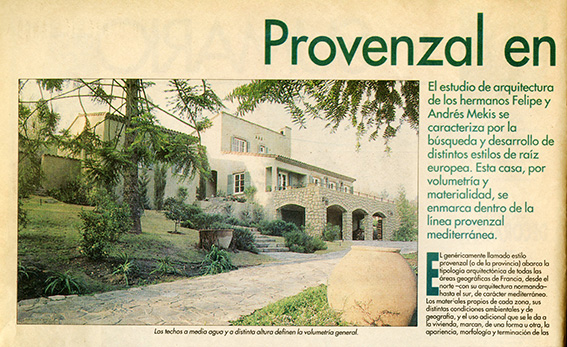 Provenzal en
El estudio de arquitectura
de los hermanos Felipe y
Andrés Mekis se
caracteriza por la
búsqueda y desarrollo de
distintos estilos de raíz
europea. Esta casa, por
volumetría y
materialidad, se
enmarca dentro de la
línea provenzal
mediterránea.
El genéricamente llamado estilo
provenzal (o de la provincia) abarca la
tipología arquitectónica de todas las
áreas geográficas de Francia, desde el
norte –con su arquitectura normanda–
hasta el sur, de carácter mediterráneo.
Los materiales propios de cada zona, sus
distintas condiciones ambientales y de
geografía, y el uso adicional que se le da a
la vivienda, marcan, de una forma u otra, la
apariencia, morfología y terminación de las
Los techos a media agua y a distinta altura definen la volumetría general.